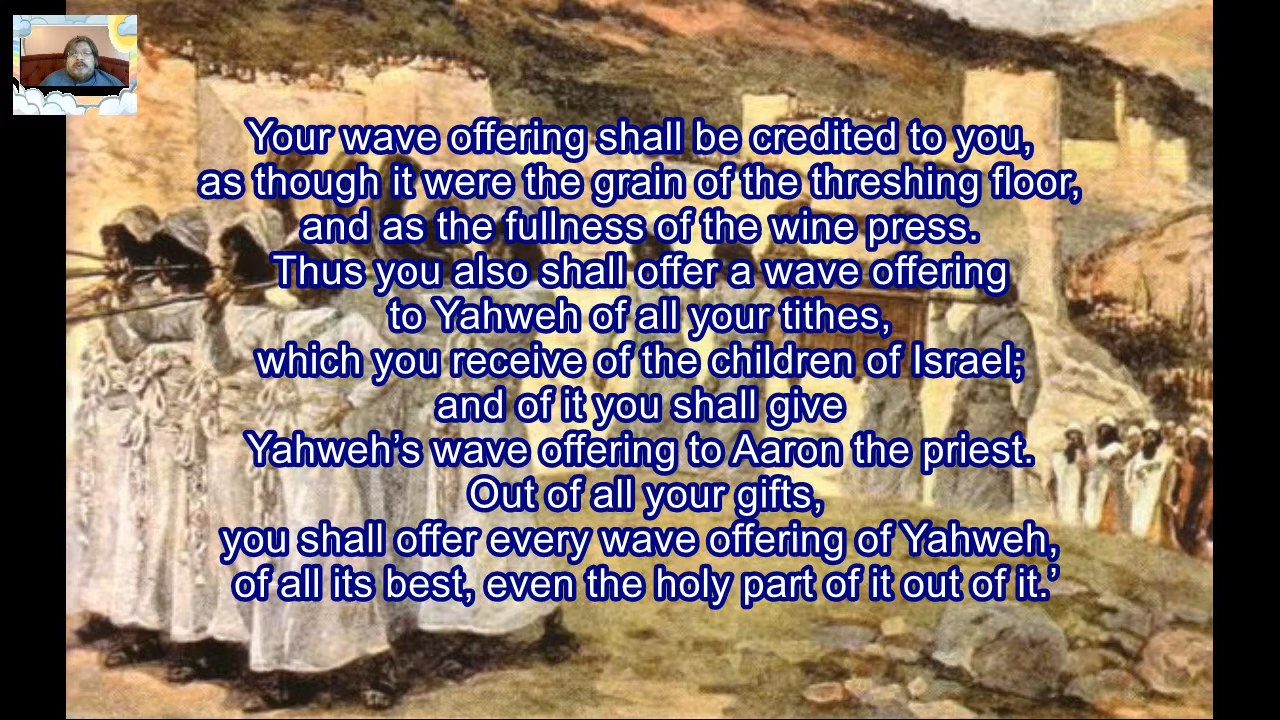 Your wave offering shall be credited to you,
as though it were the grain of the threshing floor,
and as the fullness of the wine press.
Thus you also shall offer a wave offering
to Yahweh of all your tithes,
which you receive of the children of Israel;
and of it you shall give
Yahweh’s wave offering to Aaron the priest.
Out of all your gifts,
you shall offer every wave offering of Yahweh,
of all its best, even the holy part of it out of it.’